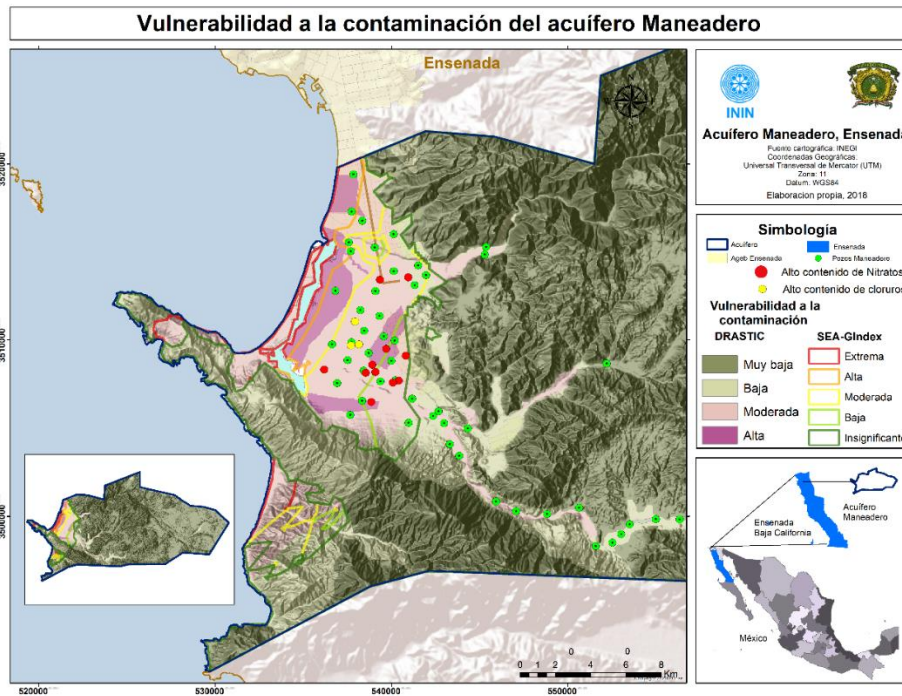 Vulnerabilidad a la contaminación del acuífero Maneadero
Ensenada
3520000
3510000
3500000
520000
530000
540000
550000
0 0
0 1 2 4 6 8
Km
ININ
Acuífero Maneadero, Ensenada
Fuente cartográfica: INEGI
Coordenadas Geográficas:
Universal Transversal de Mercator (UTM)
Zona: 11
Datum: WGS84
Elaboracion propia, 2018
Simbología
Acuífero
Ensenada
Ageb Ensenada
Pozos Maneadero
Alto contenido de Nitratos
Alto contenido de cloruros
Vulnerabilidad a la
contaminación
DRASTIC
Muy baja
Baja
Moderada
Alta
SEA-GIndex
Extrema
Alta
Moderada
Baja
Insignificante
Acuífero
Maneadero
Ensenada
Baja California
México